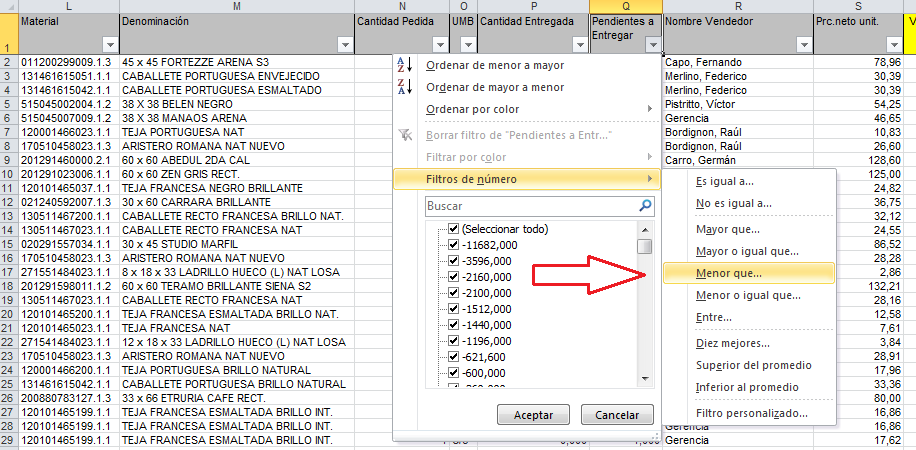 L M N O P Q R S
Material Denominación Cantidad Pedida UMB Cantidad Entregada Pendientes a Entregar Nombre Vendedor Prc.neto unit. V
1
2 011200299009.1.3 45 x 45 FORTEZZE ARENA S3 Capo, Fernando 78,96
3 131461615051.1.1 CABALLETE PORTUGUESA ENVEJECIDO Merlino, Federico 30,39
4 131461615042.1.1 CABALLETE PORTUGUESA ESMALTADO Merlino, Federico 30,39
5 515045002004.1.2 38 X 38 BELEN NEGRO Pistritto, Víctor 54,25
6 515045007009.1.2 38 X 38 MANAOS ARENA Gerencia 46,65
7 120001466023.1.1 TEJA PORTUGUESA NAT Bordignon, Raúl 10,83
8 170510458023.1.3 ARISTERO ROMANA NAT NUEVO Bordignon, Raúl 26,60
9 201291460000.2.1 60 x 60 ABEDUL 2DA CAL Carro, Germán 128,60
10 201291023006.1.1 60 x 60 ZEN GRIS RECT. 125,00
11 120101465037.1.1 TEJA FRANCESA NEGRO BRILLANTE 24,82
12 021240592007.1.3 30 x 60 CARRARA BRILLANTE 36,75
13 130511467200.1.1 CABALLETE RECTO FRANCESA BRILLO NAT. 32,12
14 130511467023.1.1 CABALLETE RECTO FRANCESA NAT 24,55
15 020291557034.1.1 30 x 45 STUDIO MARFIL 86,52
16 170510458023.1.3 ARISTERO ROMANA NAT NUEVO 28,28
17 271551484023.1.1 8 x 18 x 33 LADRILLO HUECO (L) NAT LOSA 2,86
18 201291598011.1.2 60 x 60 TERAMO BRILLANTE SIENA S2 132,21
19 130511467023.1.1 CABALLETE RECTO FRANCESA NAT 28,16
20 120101465200.1.1 TEJA FRANCESA ESMALTADA BRILLO NAT. 12,58
21 120101465023.1.1 TEJA FRANCESA NAT 7,61
22 271541484023.1.1 12 x 18 x 33 LADRILLO HUECO (L) NAT LOSA 3,84
23 170510458023.1.3 ARISTERO ROMANA NAT NUEVO 28,91
24 120001466200.1.1 TEJA PORTUGUESA BRILLO NATURAL 17,96
25 131461615042.1.1 CABALLETE PORTUGUESA BRILLO NATURAL 33,36
26 200880783127.1.3 33 x 66 ETRURIA CAFE RECT. 80,00
27 120101465199.1.1 TEJA FRANCESA ESMALTADA BRILLO INT. 16,86
28 120101465199.1.1 TEJA FRANCESA ESMALTADA BRILLO INT. Gerencia 16,86
29 120101465199.1.1 TEJA FRANCESA ESMALTADA BRILLO INT. Gerencia 17,62
Ordenar de menor a mayor
Ordenar de mayor a menor
Ordenar por color
Borrar filtro de "Pendientes a Entr..."
Filtrar por color
Filtros de número
Buscar
(Seleccionar todo)
-11682,000
-3596,000
-2160,000
-2100,000
-1512,000
-1440,000
-1196,000
-621,600
-600,000
Aceptar Cancelar
Es igual a...
No es igual a...
Mayor que...
Mayor o igual que...
Menor que...
Menor o igual que...
Entre...
Diez mejores...
Superior del promedio
Inferior al promedio
Filtro personalizado...